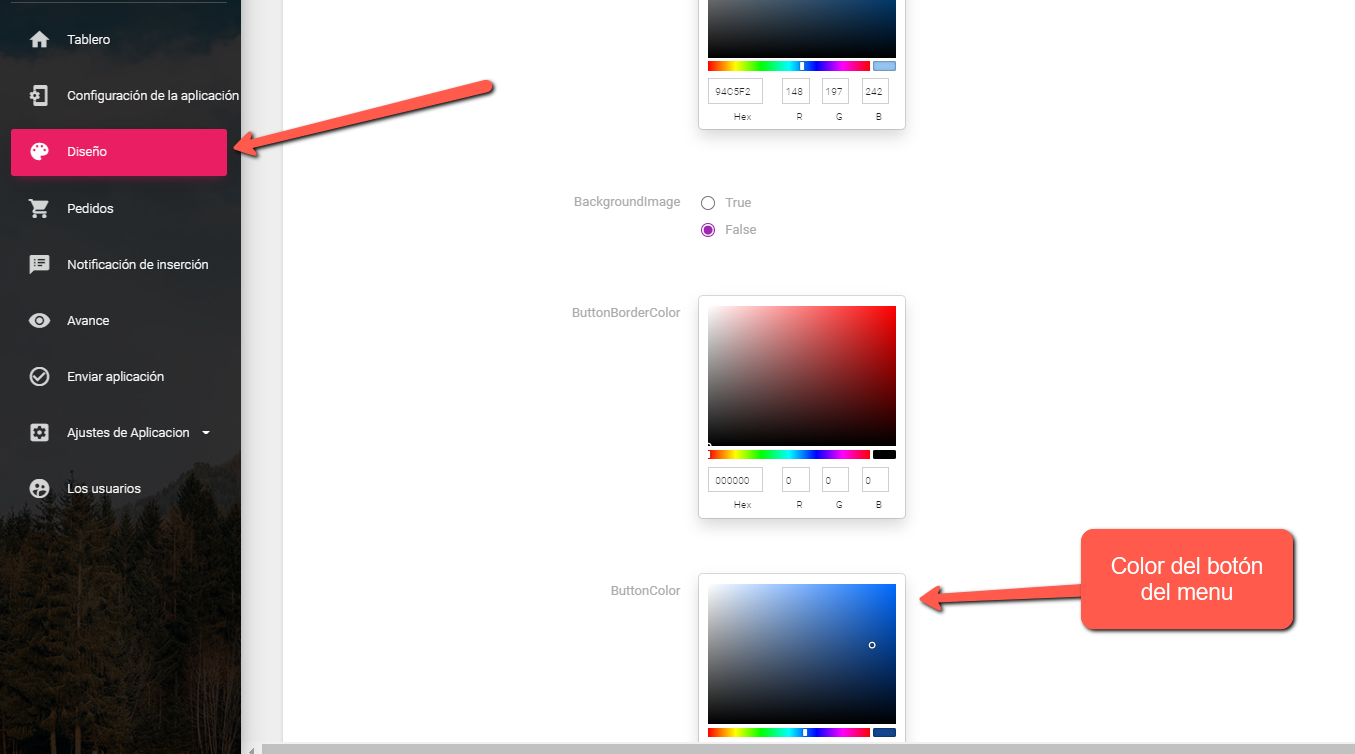 Tablero
Configuración de la aplicación
Diseño
Pedidos
Notificación de inserción
Avance
Enviar aplicación
Ajustes de Aplicacion
Los usuarios
94C5F2 148 197 242
Hex R G B
BackgroundImage True
False
ButtonBorderColor
000000 0 0 0
Hex R G B
ButtonColor
Color del botón
del menu